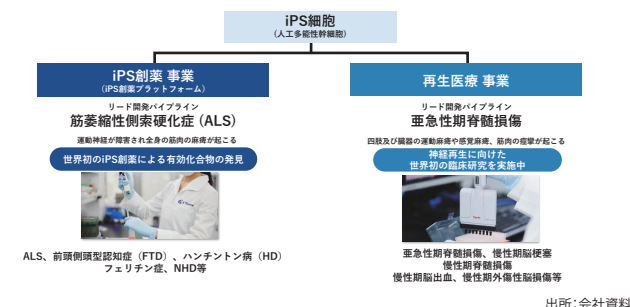 iPS細胞
(人工多能性幹細胞)
iPS創薬 事業
(iPS創薬プラットフォーム)
リード開発パイプライン
筋萎縮性側索硬化症 (ALS)
運動神経が障害され全身の筋肉の麻痺が起こる
世界初のiPS創薬による有効化合物の発見
ALS、前頭側頭型認知症（FTD）、ハンチントン病（HD）
フェリチン症、NHD等
再生医療 事業
リード開発パイプライン
亜急性期脊髄損傷
四肢及び臓器の運動麻痺や感覚麻痺、筋肉の痙攣が起こる
神経再生に向けた
世界初の臨床研究を実施中
亜急性期脊髄損傷、慢性期脳梗塞
慢性期脊髄損傷
慢性期脳出血、慢性期外傷性脳損傷等
出所：会社資料